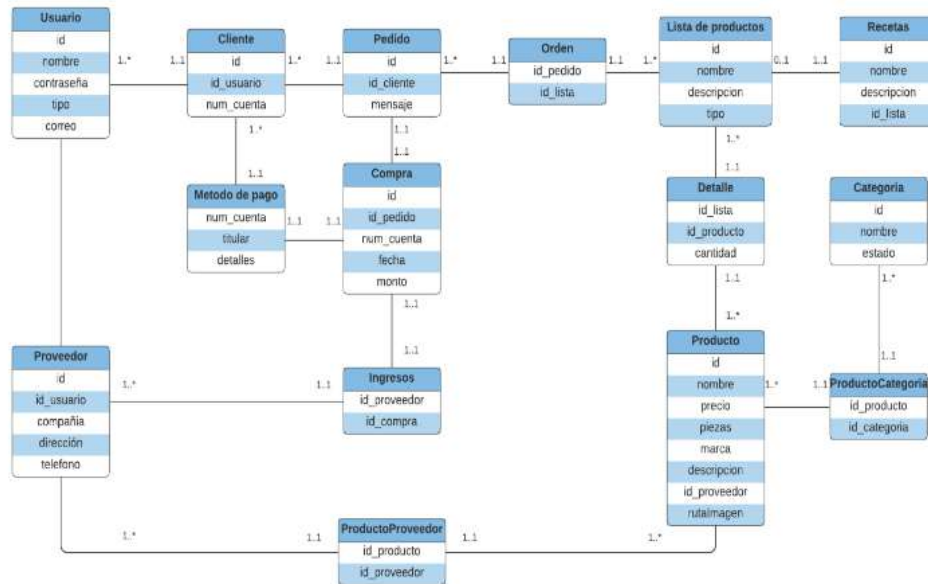 Usuario
id
nombre
contraseña
tipo
correo
1..*
1..1
Cliente
id
id_usuario
num_cuenta
1..*
1..1
Pedido
id
id_cliente
mensaje
1..*
1..1
Orden
id_pedido
id_lista
1..1
1..*
Lista de productos
id
nombre
descripcion
tipo
0..1
1..1
Recetas
id
nombre
descripcion
id_lista
1..*
1..1
Metodo de pago
num_cuenta
titular
detalles
1..1
1..1
1..1
1..1
Compra
id
id_pedido
num_cuenta
fecha
monto
1..*
1..1
Detalle
id_lista
id_producto
cantidad
Categoria
id
nombre
estado
1..1
1..1
1..1
1..*
1..*
1..1
Proveedor
id
id_usuario
compañia
dirección
telefono
1..*
1..1
Ingresos
id_proveedor
id_compra
Producto
id
nombre
precio
piezas
marca
descripcion
id_proveedor
rutaImagen
1..*
1..1
ProductoCategoria
id_producto
id_categoria
1..*
1..1
ProductoProveedor
id_producto
id_proveedor
1..1
1..*